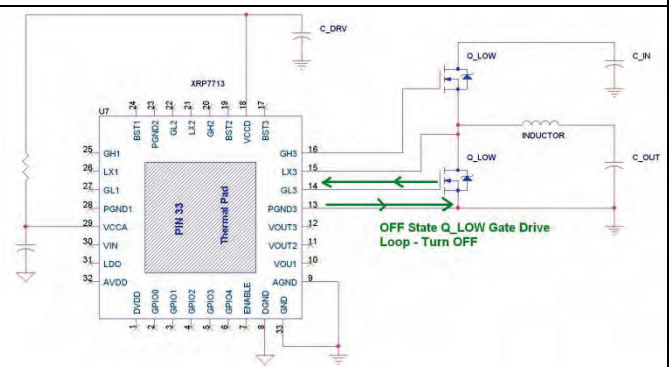 C_DRV
Q_LOW
C_IN
XRP7713
U7
24 23 22 21 20 19 18 17
BST1 PGND2 GL2 LX2 GH2 BST2 VCCD BST3
25 GH1
26 LX1
27 GL1
28 PGND1
29 VCCA
30 VIN
31 LDO
32 AVDD
PIN 33
Thermal Pad
GH3 16
LX3 15
GL3 14
PGND3 13
VOUT3 12
VOUT2 11
VOU1 10
AGND 9
INDUCTOR
Q_LOW
C_OUT
OFF State Q_LOW Gate Drive
Loop - Turn OFF
DVDD GPIO0 GPIO1 GPIO2 GPIO3 GPIO4 ENABLE DGND GND
1 2 3 4 5 6 7 8 33